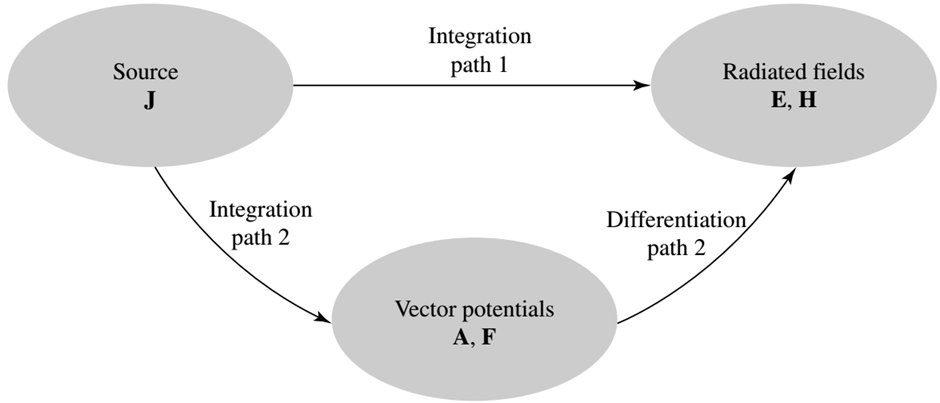 Integration
path 1
Source
J
Radiated fields
E, H
Integration
path 2
Differentiation
path 2
Vector potentials
A, F